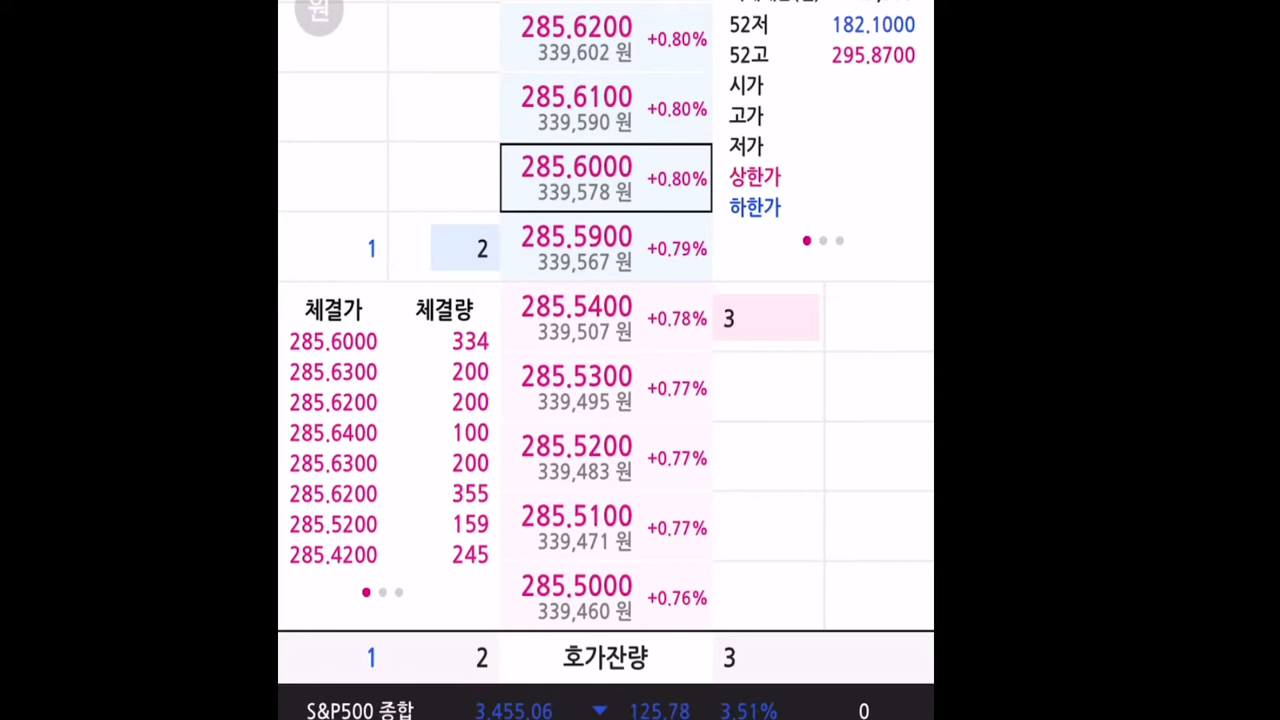 원
285.6200 +0.80%
339,602 원
52저 182.1000
52고 295.8700
285.6100 +0.80%
339,590 원
시가
고가
285.6000 +0.80%
339,578 원
저가
상한가
하한가
1 2 285.5900 +0.79%
339,567 원
체결가 체결량
285.5400 +0.78% 3
339,507 원
285.6000 334
285.6300 200
285.6200 200
285.6400 100
285.6300 200
285.6200 355
285.5200 159
285.4200 245
285.5300 +0.77%
339,495 원
285.5200 +0.77%
339,483 원
285.5100 +0.77%
339,471 원
285.5000 +0.76%
339,460 원
1 2 호가잔량 3
S&P500 종합 3,455.06 ▼ 125.78 3.51% 0